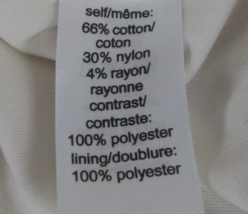 self/même:
66% cotton/
coton
30% nylon
4% rayon/
rayonne
contrast/
contraste:
100% polyester
lining/doublure:
100% polyester